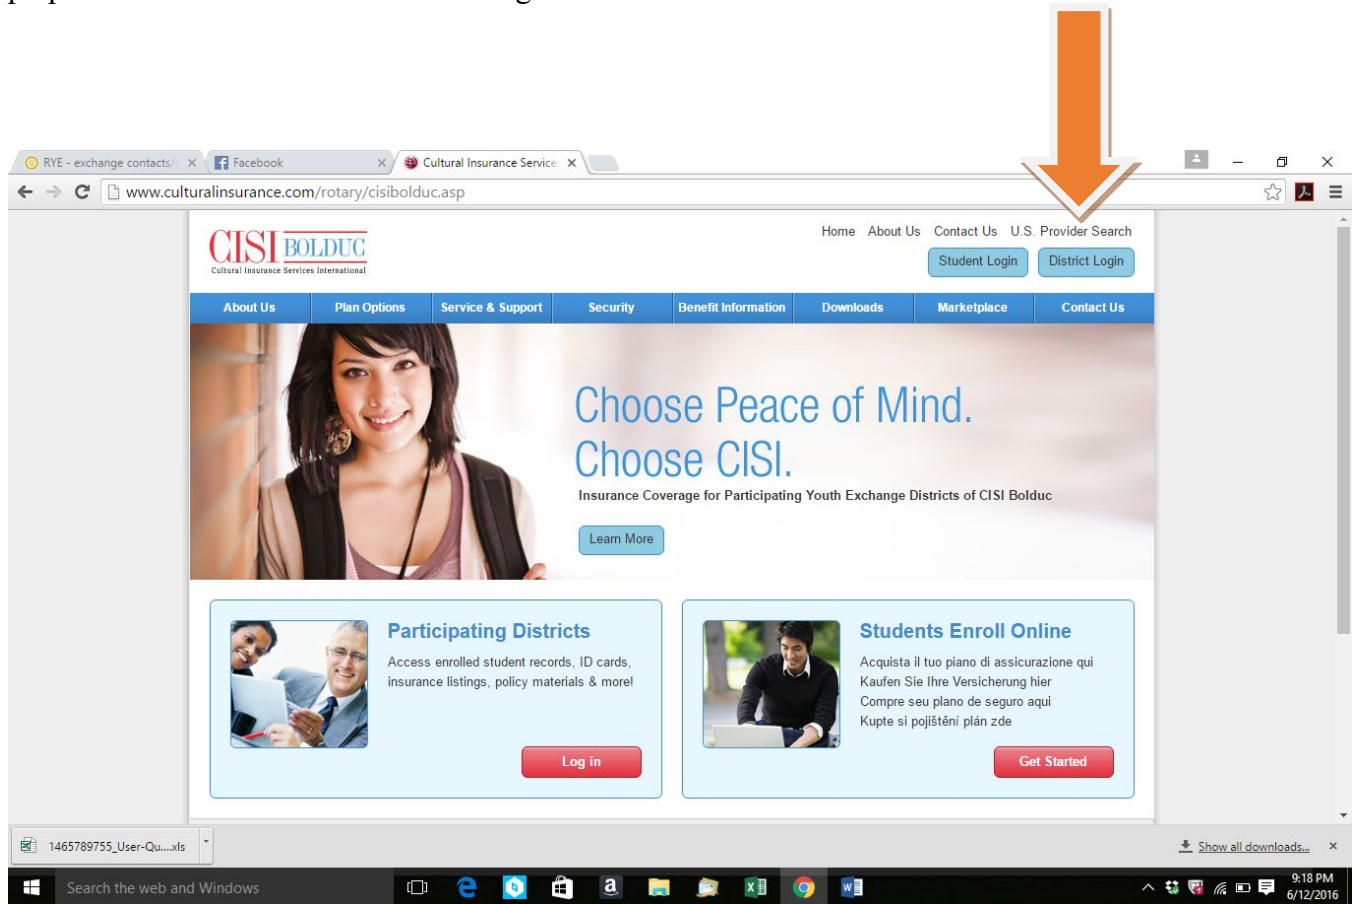 RYE - exchange contacts/
Facebook
Cultural Insurance Service
www.culturalinsurance.com/rotary/cisibolduc.asp
CISI BOLDUC
Cultural Insurance Services International
Home About Us Contact Us U.S. Provider Search
Student Login District Login
About Us Plan Options Service & Support Security Benefit Information Downloads Marketplace Contact Us
Choose Peace of Mind.
Choose CISI.
Insurance Coverage for Participating Youth Exchange Districts of CISI Bolduc
Learn More
Participating Districts
Access enrolled student records, ID cards,
insurance listings, policy materials & more!
Log in
Students Enroll Online
Acquista il tuo piano di assicurazione qui
Kaufen Sie Ihre Versicherung hier
Compre seu plano de seguro aqui
Kupte si pojištění plán zde
Get Started
1465789755_User-Qu....xls
Show all downloads...
Search the web and Windows
9:18 PM
6/12/2016